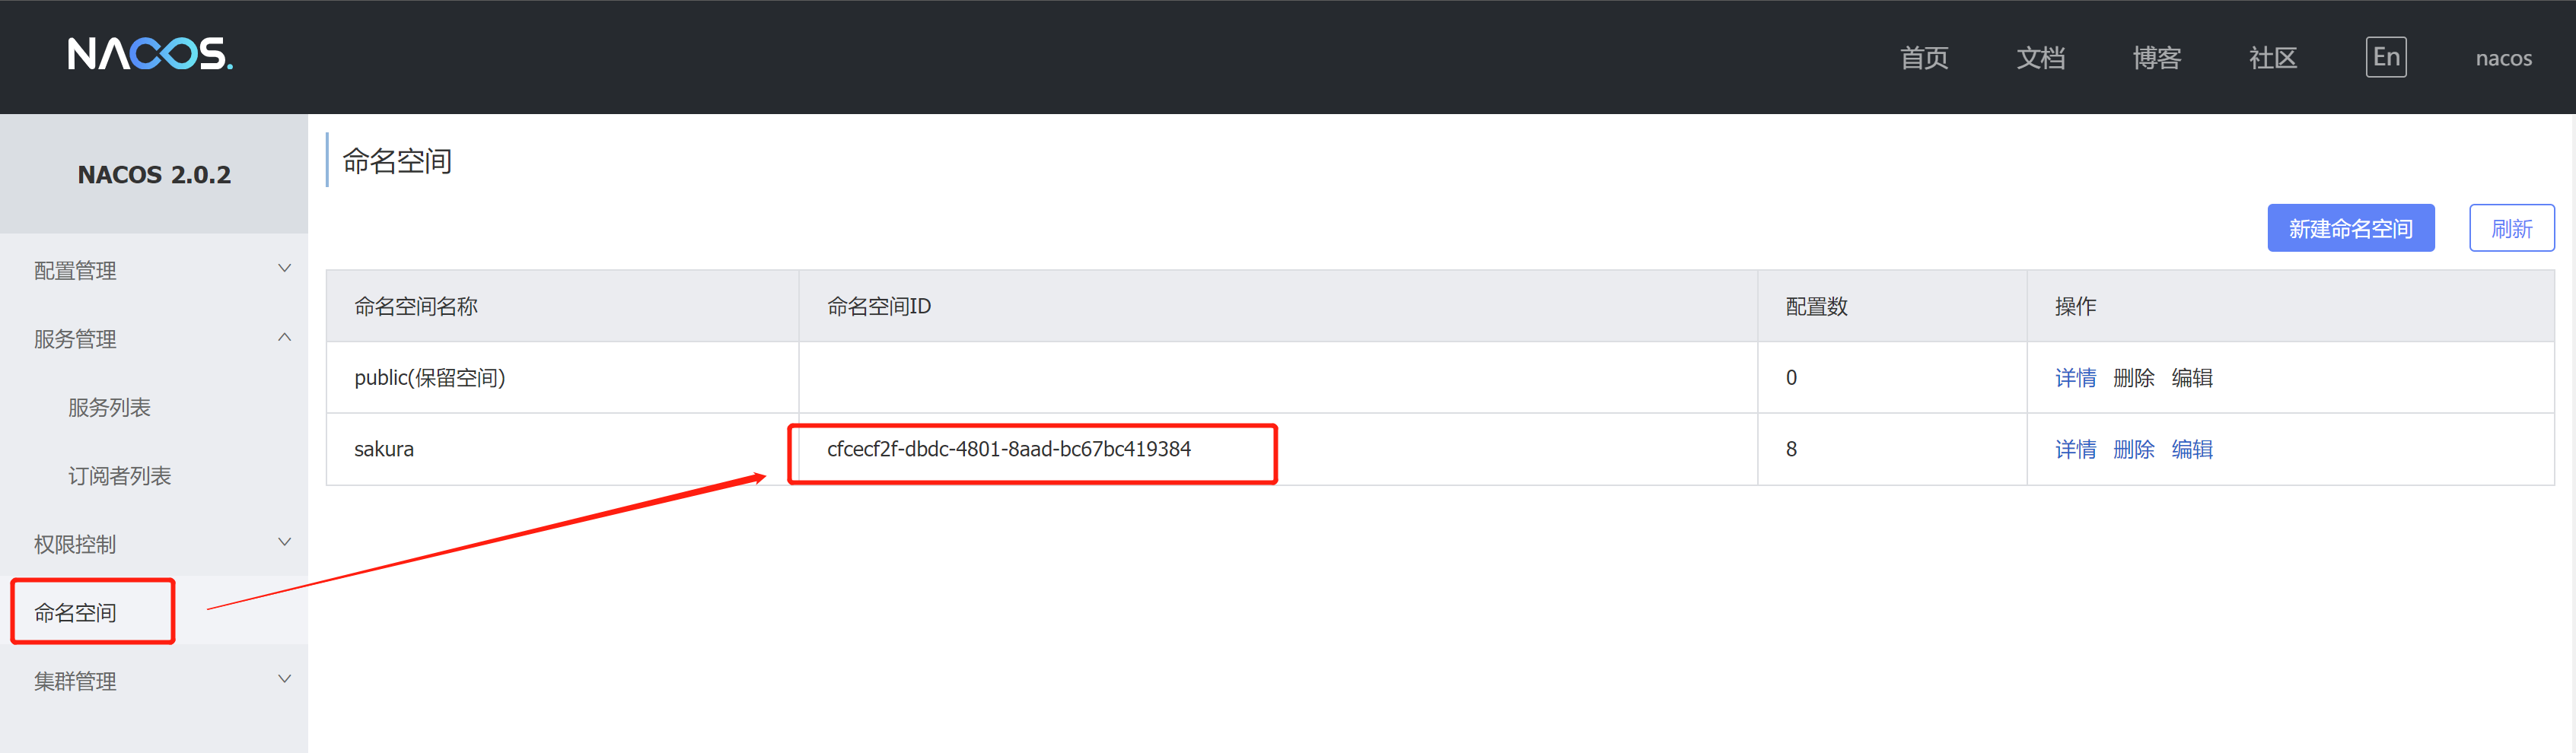 NACOS.
首页 文档 博客 社区 En nacos
NACOS 2.0.2
配置管理
服务管理
服务列表
订阅者列表
权限控制
命名空间
集群管理
命名空间
新建命名空间 刷新
命名空间名称 命名空间ID 配置数 操作
public(保留空间) 0 详情 删除 编辑
sakura cfcecf2f-dbdc-4801-8aad-bc67bc419384 8 详情 删除 编辑